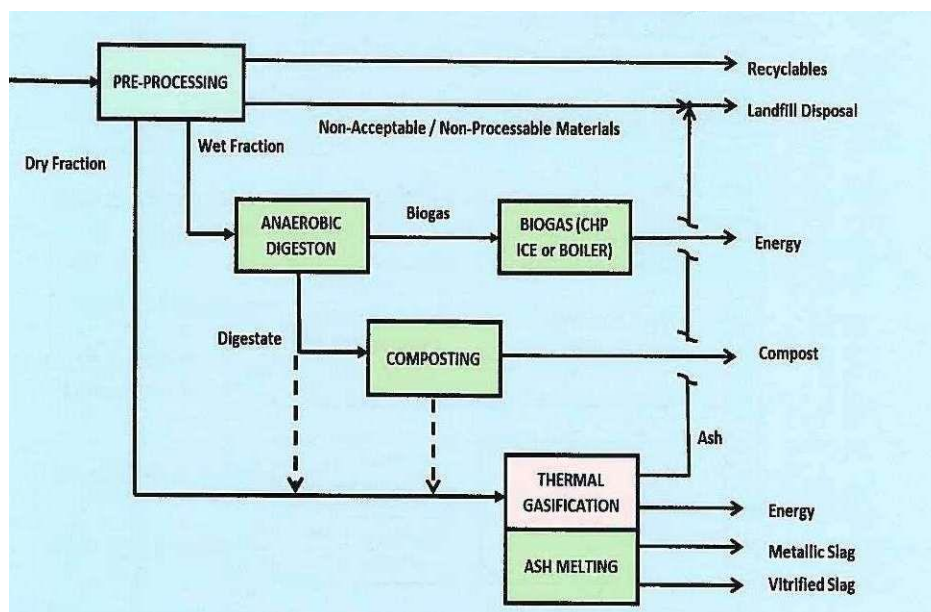 PRE-PROCESSING
Recyclables
Landfill Disposal
Non-Acceptable / Non-Processable Materials
Wet Fraction
Dry Fraction
ANAEROBIC
DIGESTON
Biogas
BIOGAS (CHP
ICE or BOILER)
Energy
Digestate
COMPOSTING
Compost
Ash
THERMAL
GASIFICATION
Energy
ASH MELTING
Metallic Slag
Vitrified Slag